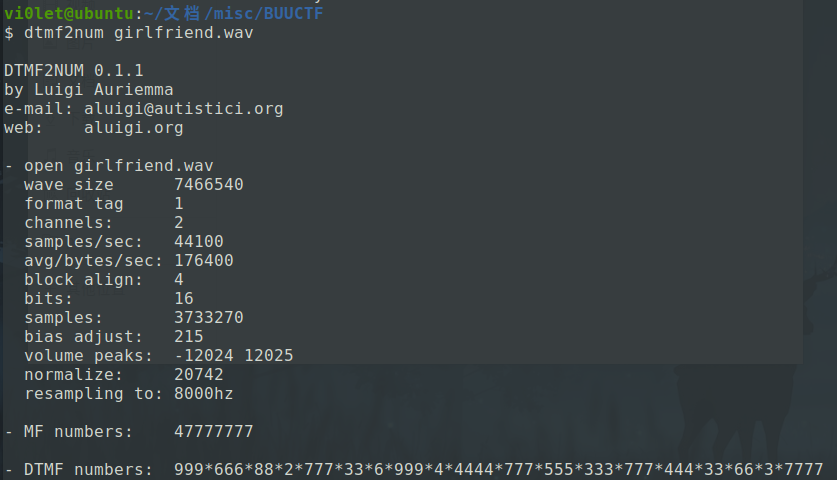 vi0let@ubuntu:~/文档/misc/BUUCTF
$ dtmf2num girlfriend.wav
DTMF2NUM 0.1.1
by Luigi Auriemma
e-mail: aluigi@autistici.org
web:    aluigi.org
- open girlfriend.wav
  wave size      7466540
  format tag     1
  channels:      2
  samples/sec:   44100
  avg/bytes/sec: 176400
  block align:   4
  bits:          16
  samples:       3733270
  bias adjust:   215
  volume peaks:  -12024 12025
  normalize:     20742
  resampling to: 8000hz
- MF numbers:    47777777
- DTMF numbers:  999*666*88*2*777*33*6*999*4*4444*777*555*333*777*444*33*66*3*7777